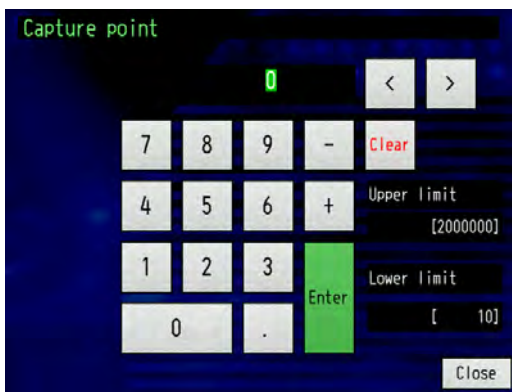 Capture point
0
< >
7 8 9 - Clear
4 5 6 + Upper limit
[2000000]
1 2 3 Enter Lower limit
0 . [ 10]
Close